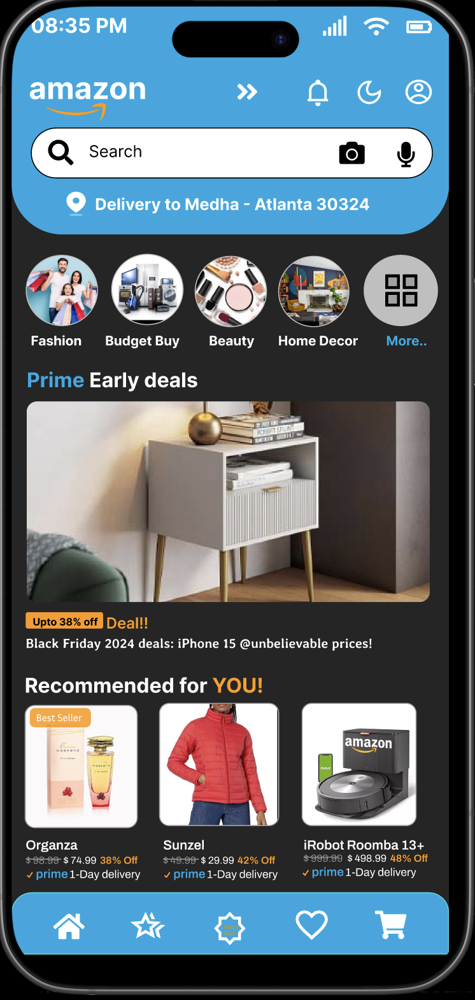 08:35 PM
amazon
Search
Delivery to Medha - Atlanta 30324
Fashion
Budget Buy
Beauty
Home Decor
More..
Prime Early deals
Upto 38% off Deal!!
Black Friday 2024 deals: iPhone 15 @unbelievable prices!
Recommended for YOU!
Best Seller
weekend
weekend
amazon
iRobot
Organza
$ 98.99 $ 74.99 38% Off
prime 1-Day delivery
Sunzel
$ 49.99 $ 29.99 42% Off
prime 1-Day delivery
iRobot Roomba 13+
$ 999.99 $ 498.99 48% Off
prime 1-Day delivery